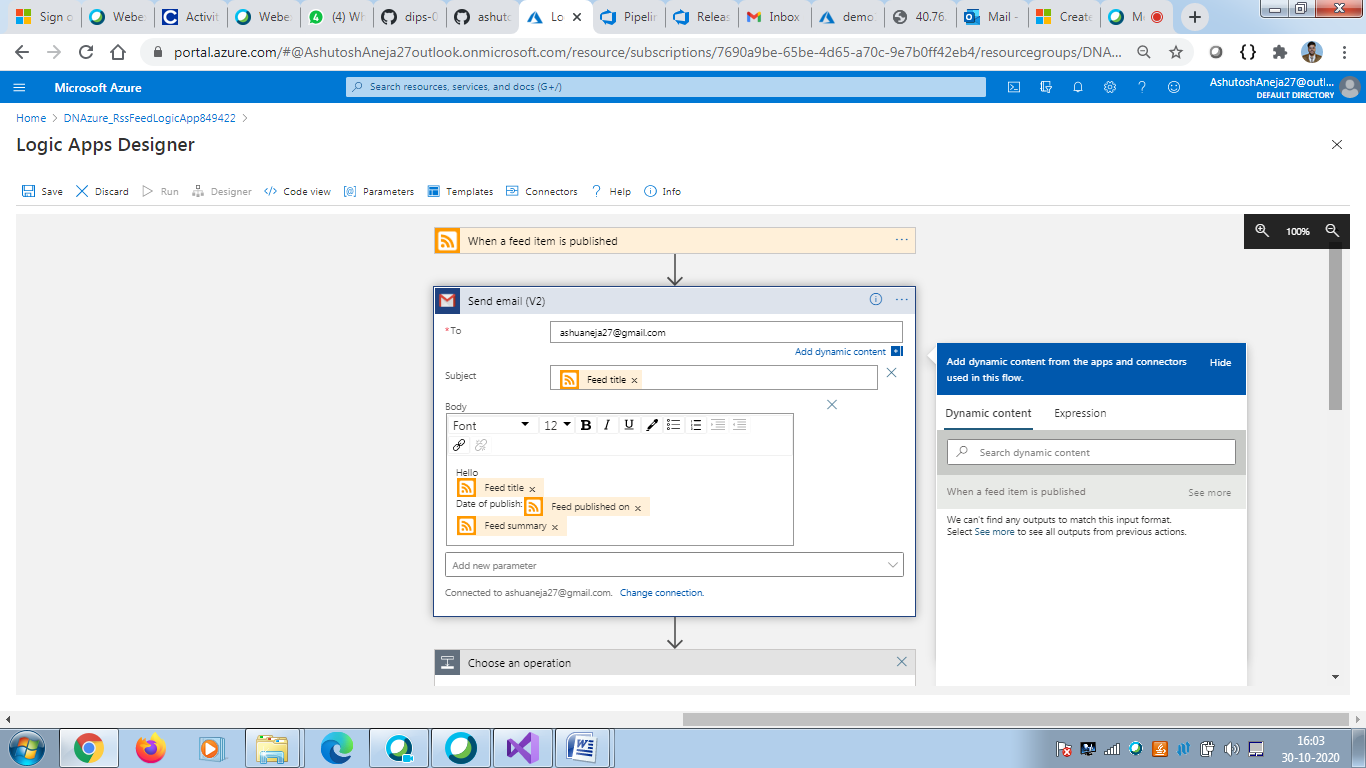 Sign o
Webex
Activit
Webex
(4) Wh
dips-0
ashuto
Lo
Pipelin
Releas
Inbox
demo
40.76.
Mail -
Create
Me
portal.azure.com/#@AshutoshAneja27outlook.onmicrosoft.com/resource/subscriptions/7690a9be-65be-4d65-a70c-9e7b0ff42eb4/resourcegroups/DNA...
Microsoft Azure
Search resources, services, and docs (G+/)
AshutoshAneja27@outl...
DEFAULT DIRECTORY
Home > DNAzure_RssFeedLogicApp849422 >
Logic Apps Designer
Save Discard Run Designer Code view Parameters Templates Connectors Help Info
When a feed item is published
100%
Send email (V2)
*To
ashuaneja27@gmail.com
Add dynamic content
Subject
Feed title ×
Body
Font 12 B I U
Hello
Feed title ×
Date of publish: Feed published on ×
Feed summary ×
Add new parameter
Connected to ashuaneja27@gmail.com. Change connection.
Choose an operation
Add dynamic content from the apps and connectors
used in this flow.
Hide
Dynamic content Expression
Search dynamic content
When a feed item is published See more
We can't find any outputs to match this input format.
Select See more to see all outputs from previous actions.
16:03
30-10-2020